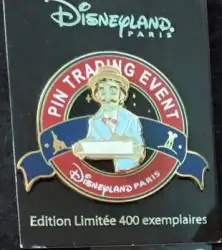 Disneyland
PARIS
PIN TRADING EVENT
Disneyland PARIS
Edition Limitée 400 exemplaires